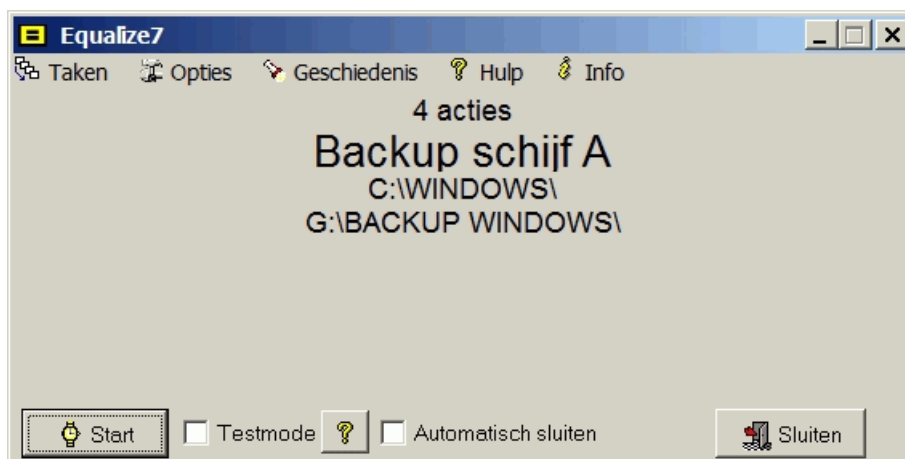 Equalize7
Taken Opties Geschiedenis Hulp Info
4 acties
Backup schijf A
C:\WINDOWS\
G:\BACKUP WINDOWS\
Start Testmode ? Automatisch sluiten Sluiten